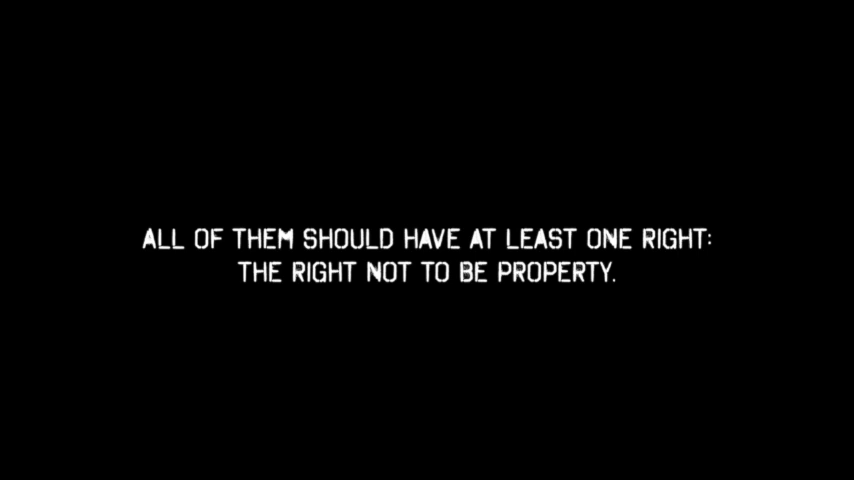 ALL OF THEM SHOULD HAVE AT LEAST ONE RIGHT:
THE RIGHT NOT TO BE PROPERTY.